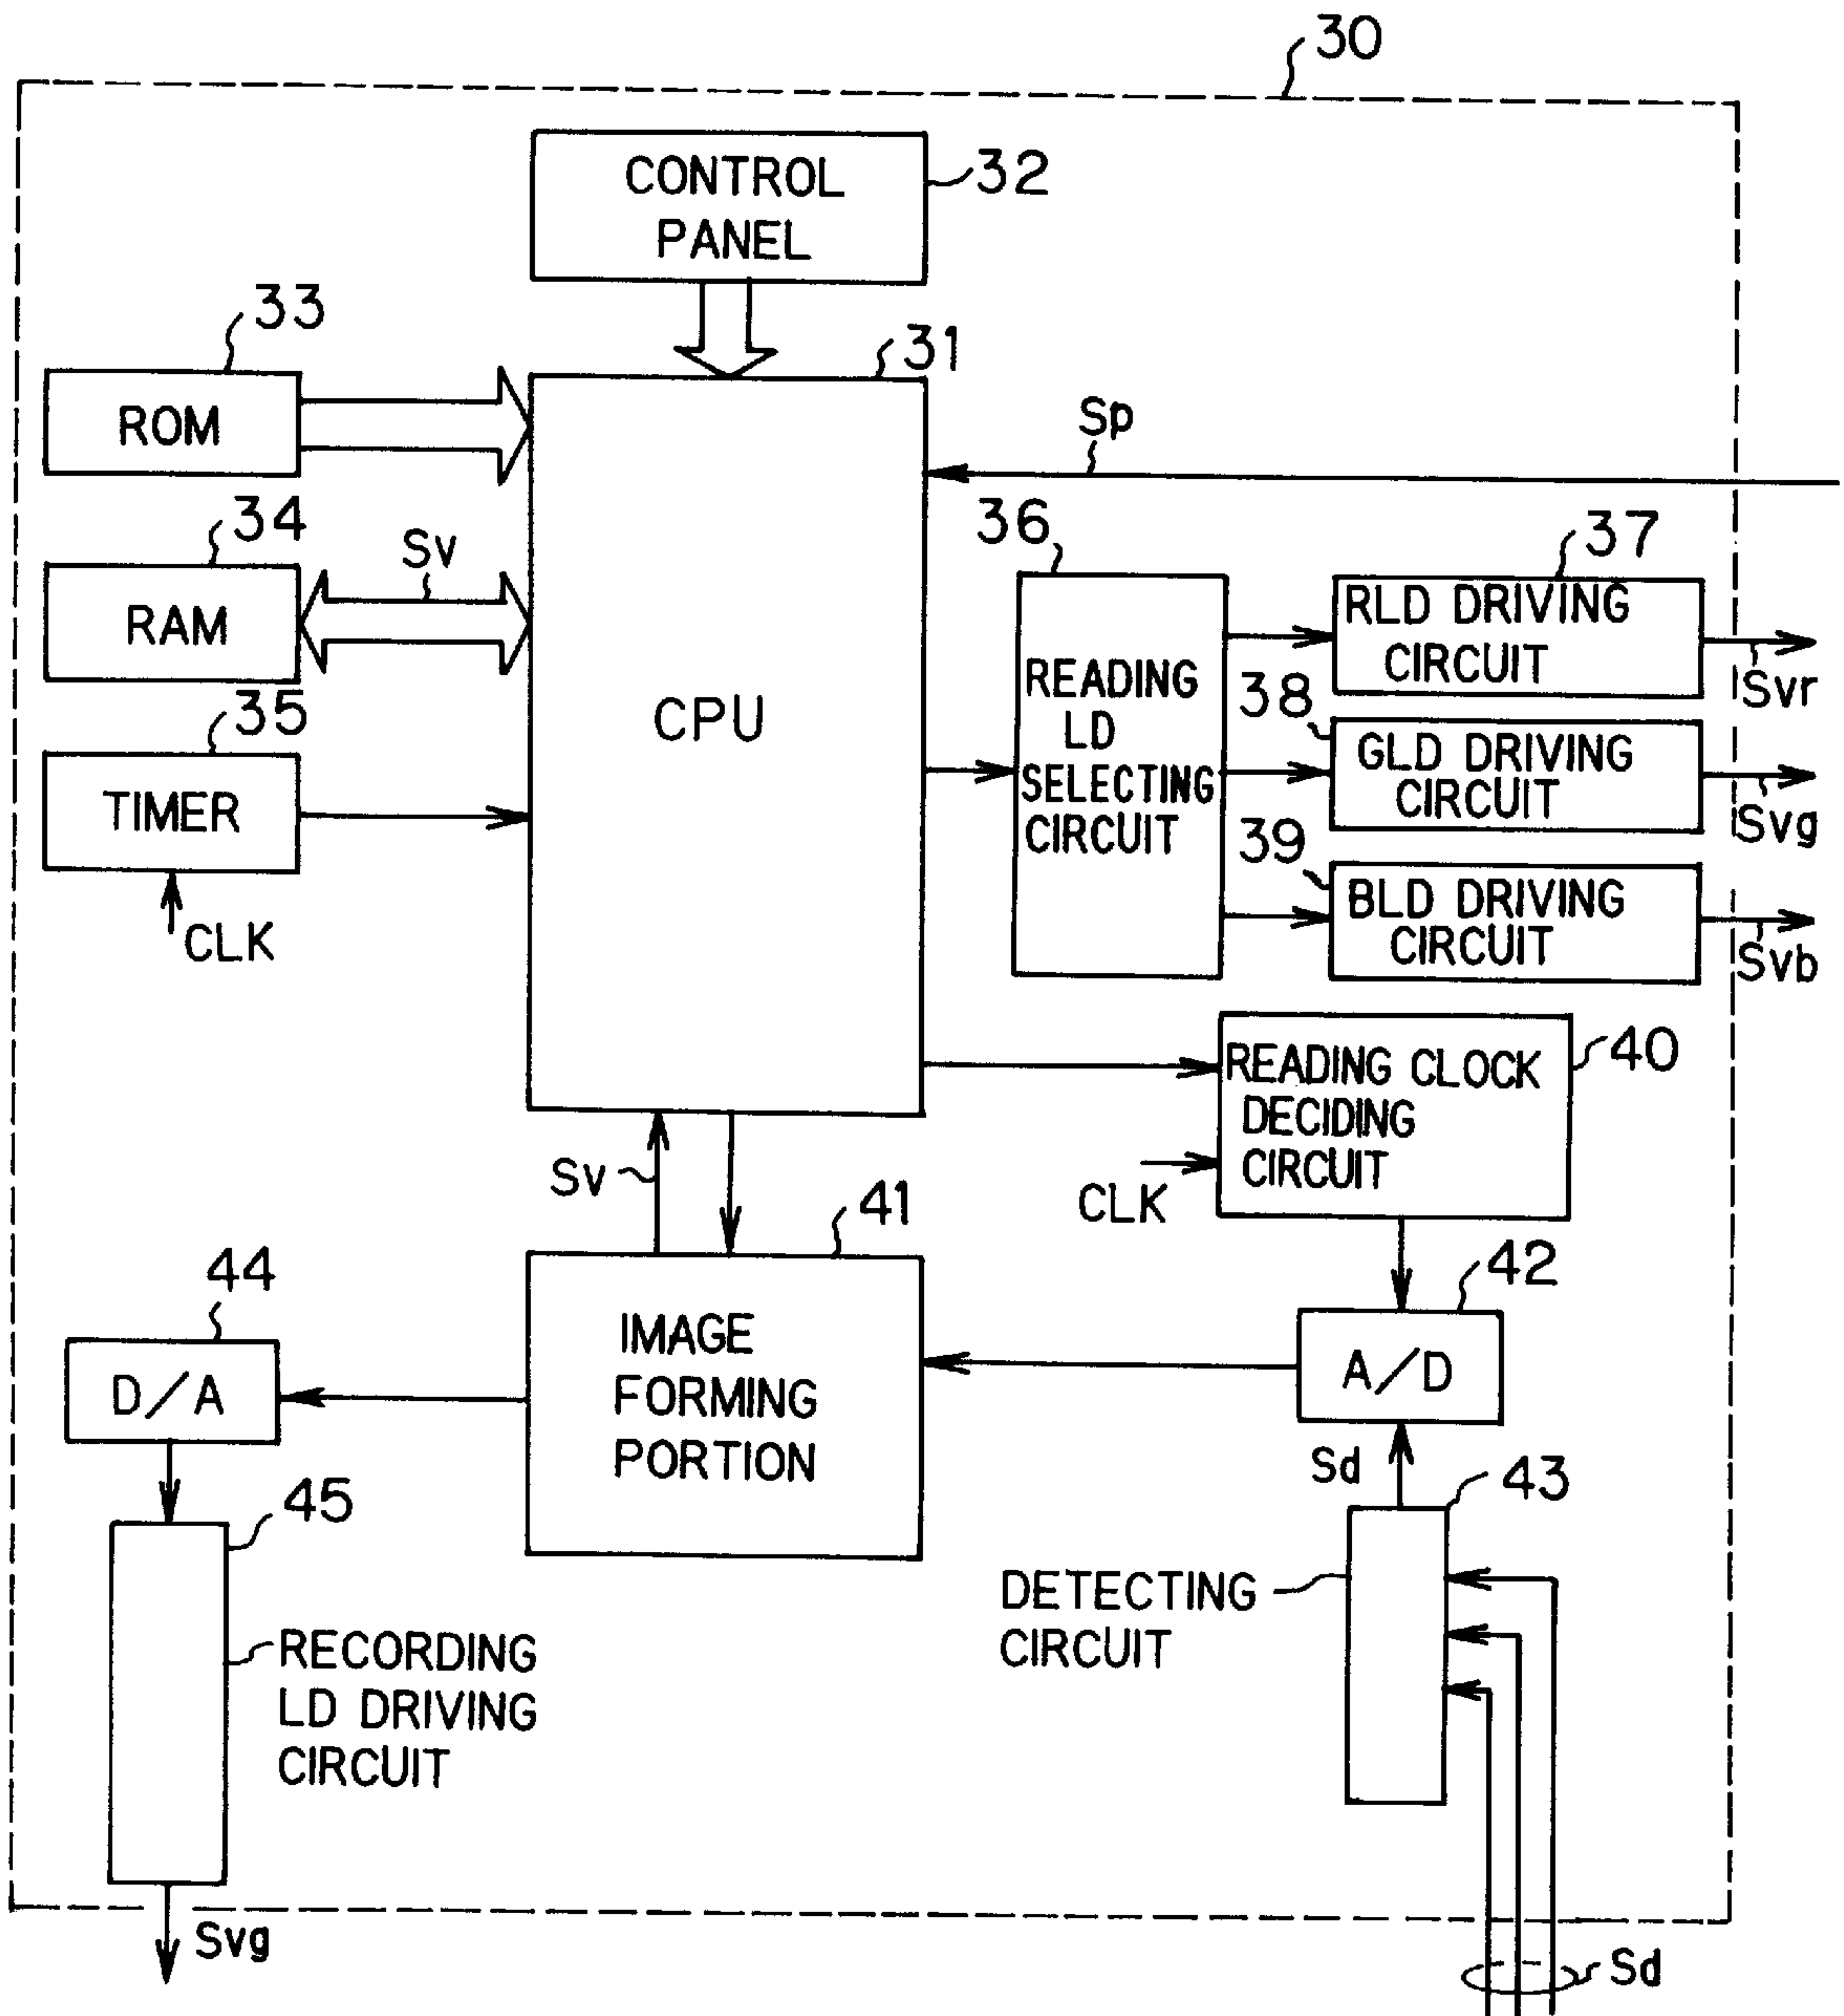 30
CONTROL
PANEL
32
33
ROM
31
Sp
34
Sv
RAM
36
37
RLD DRIVING
CIRCUIT
Svr
35
TIMER
CLK
CPU
READING
LD
SELECTING
CIRCUIT
38
GLD DRIVING
CIRCUIT
Svg
39
BLD DRIVING
CIRCUIT
Svb
40
READING CLOCK
DECIDING
CIRCUIT
CLK
Sv
41
IMAGE
FORMING
PORTION
42
A/D
44
D/A
Sd
43
45
DETECTING
CIRCUIT
RECORDING
LD DRIVING
CIRCUIT
Svg
Sd